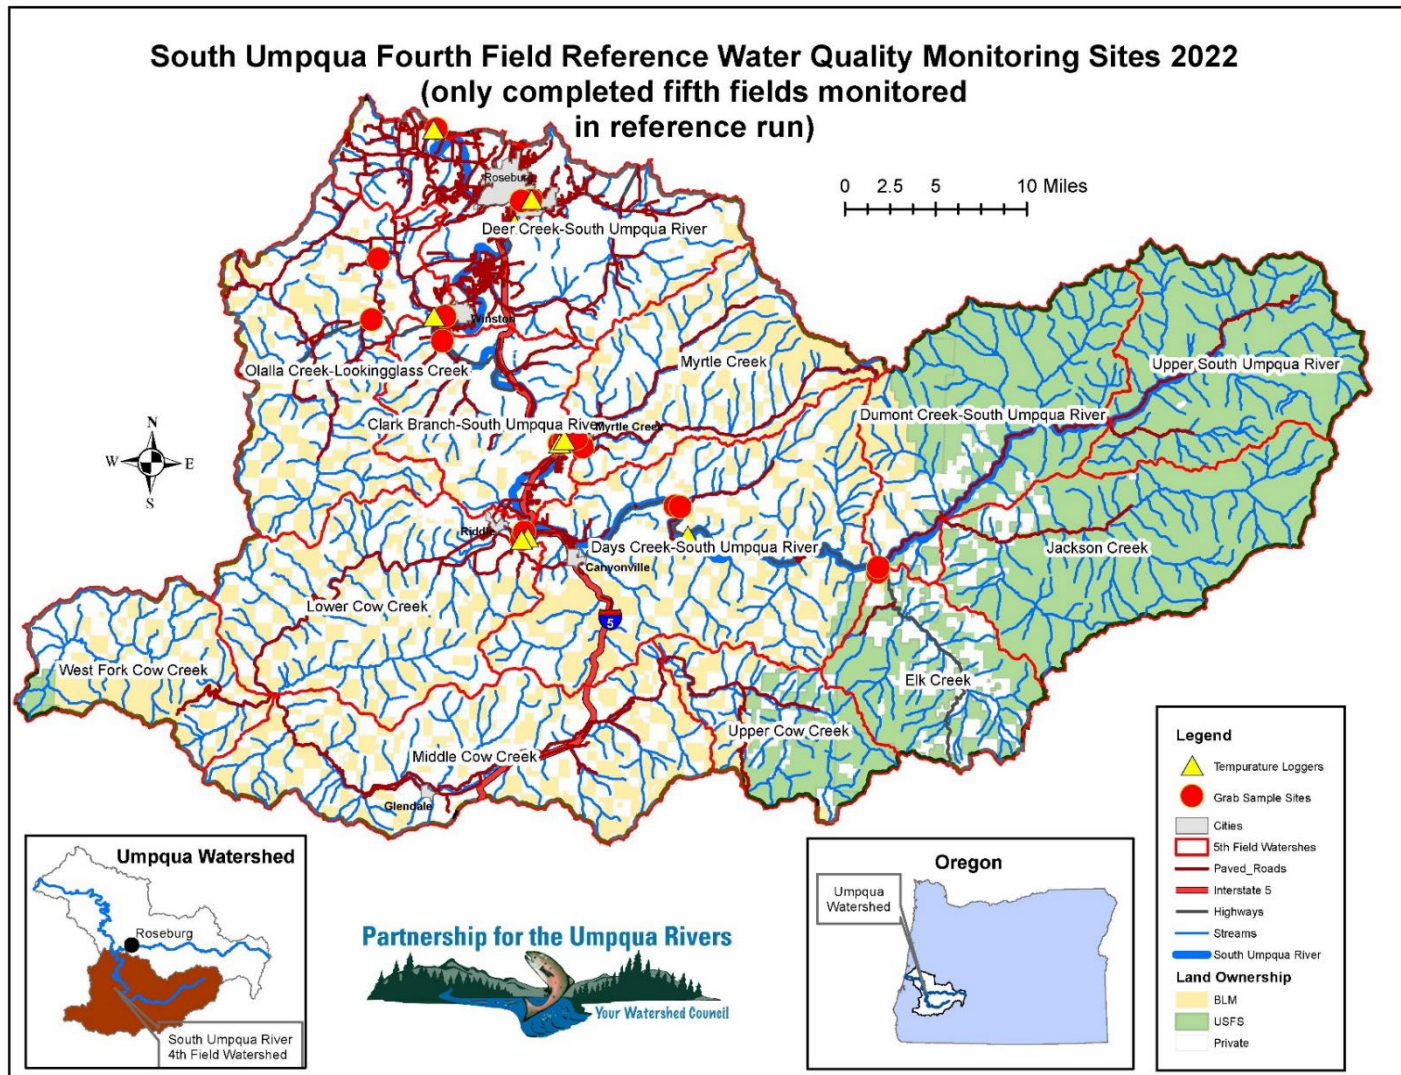 South Umpqua Fourth Field Reference Water Quality Monitoring Sites 2022
(only completed fifth fields monitored
in reference run)
0 2.5 5 10 Miles
Roseburg
Deer Creek-South Umpqua River
Winston
Olalla Creek-Lookingglass Creek
Myrtle Creek
Upper South Umpqua River
Dumont Creek-South Umpqua River
Clark Branch-South Umpqua River
Myrtle Creek
N
W
E
S
Riddle
Days Creek-South Umpqua River
Canyonville
Jackson Creek
Lower Cow Creek
5
West Fork Cow Creek
Elk Creek
Upper Cow Creek
Middle Cow Creek
Glendale
Legend
Tempurature Loggers
Grab Sample Sites
Cities
5th Field Watershes
Paved_Roads
Interstate 5
Highways
Streams
South Umpqua River
Land Ownership
BLM
USFS
Private
Umpqua Watershed
Roseburg
South Umpqua River
4th Field Watershed
Partnership for the Umpqua Rivers
Your Watershed Council
Oregon
Umpqua
Watershed